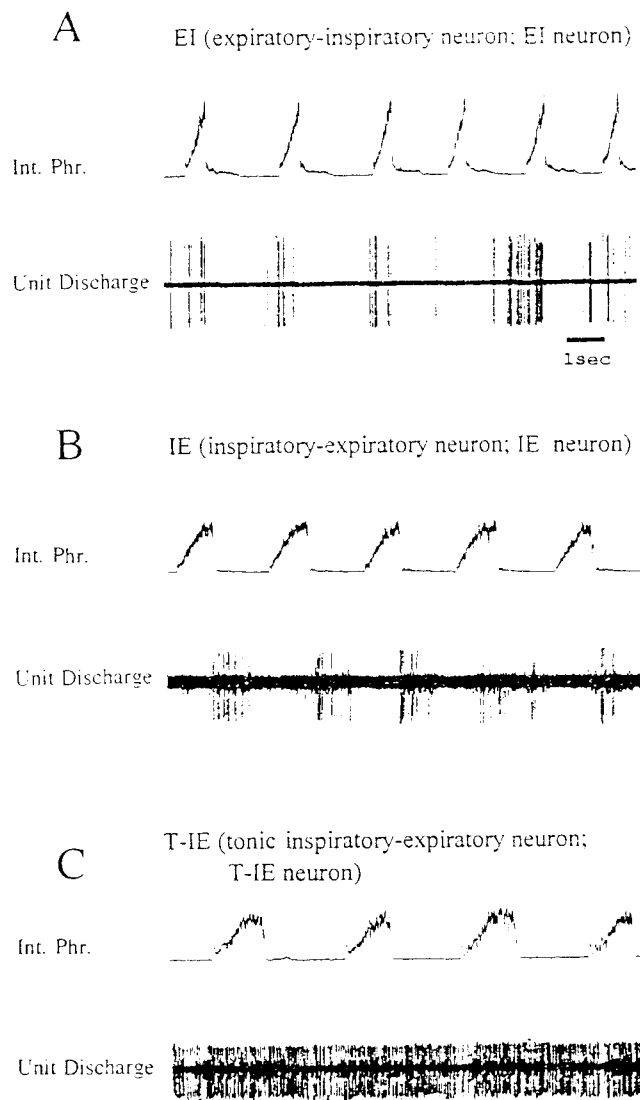 A
EI (expiratory-inspiratory neuron; EI neuron)
Int. Phr.
Unit Discharge
1sec
B
IE (inspiratory-expiratory neuron; IE neuron)
Int. Phr.
Unit Discharge
C
T-IE (tonic inspiratory-expiratory neuron;
T-IE neuron)
Int. Phr.
Unit Discharge